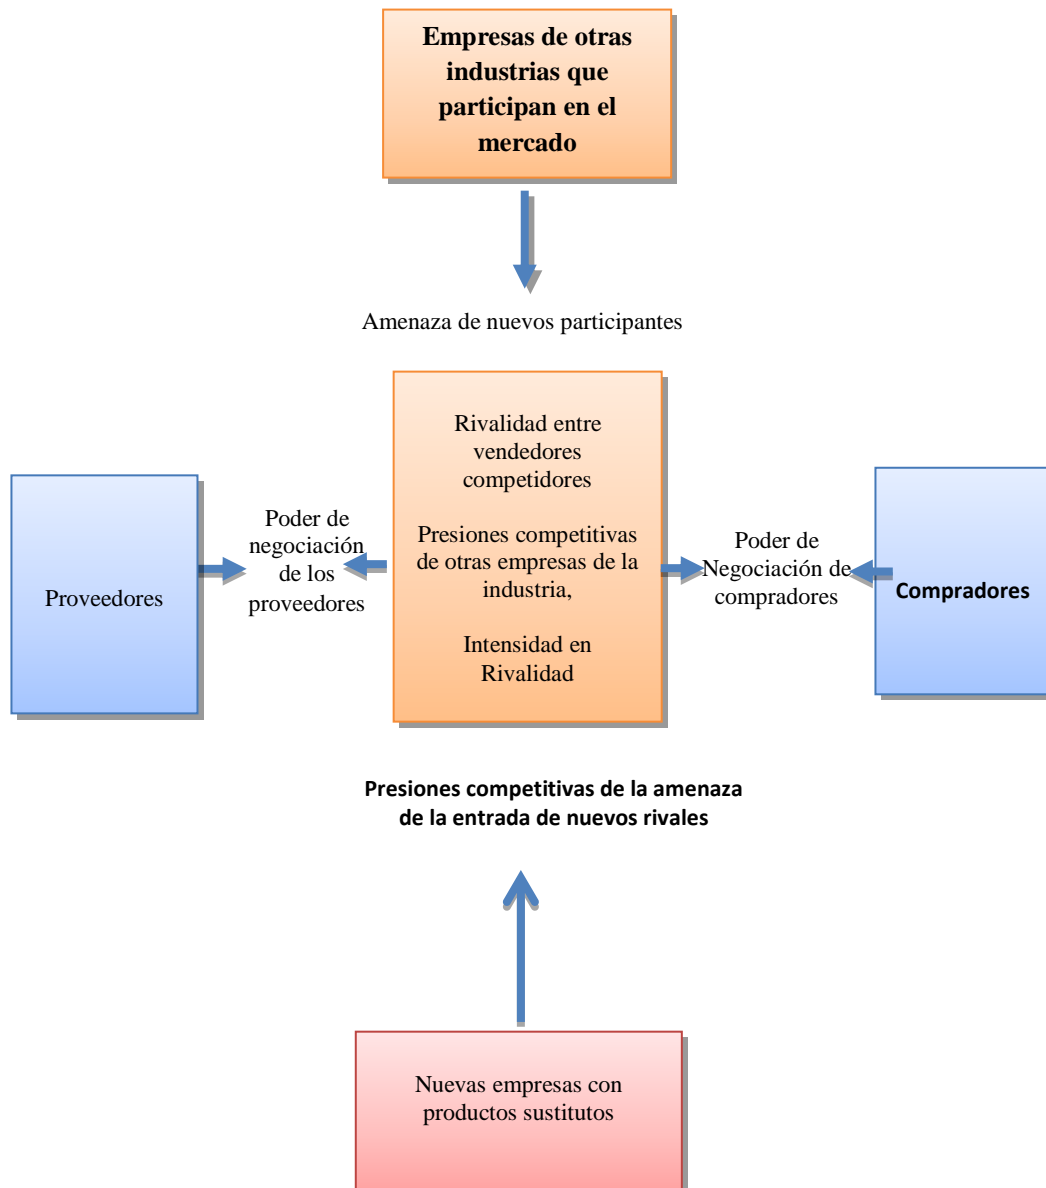 Empresas de otras
industrias que
participan en el
mercado
Amenaza de nuevos participantes
Rivalidad entre
vendedores
competidores
Presiones competitivas
de otras empresas de la
industria,
Intensidad en
Rivalidad
Proveedores
Poder de
negociación
de los
proveedores
Poder de
Negociación de
compradores
Compradores
Presiones competitivas de la amenaza
de la entrada de nuevos rivales
Nuevas empresas con
productos sustitutos